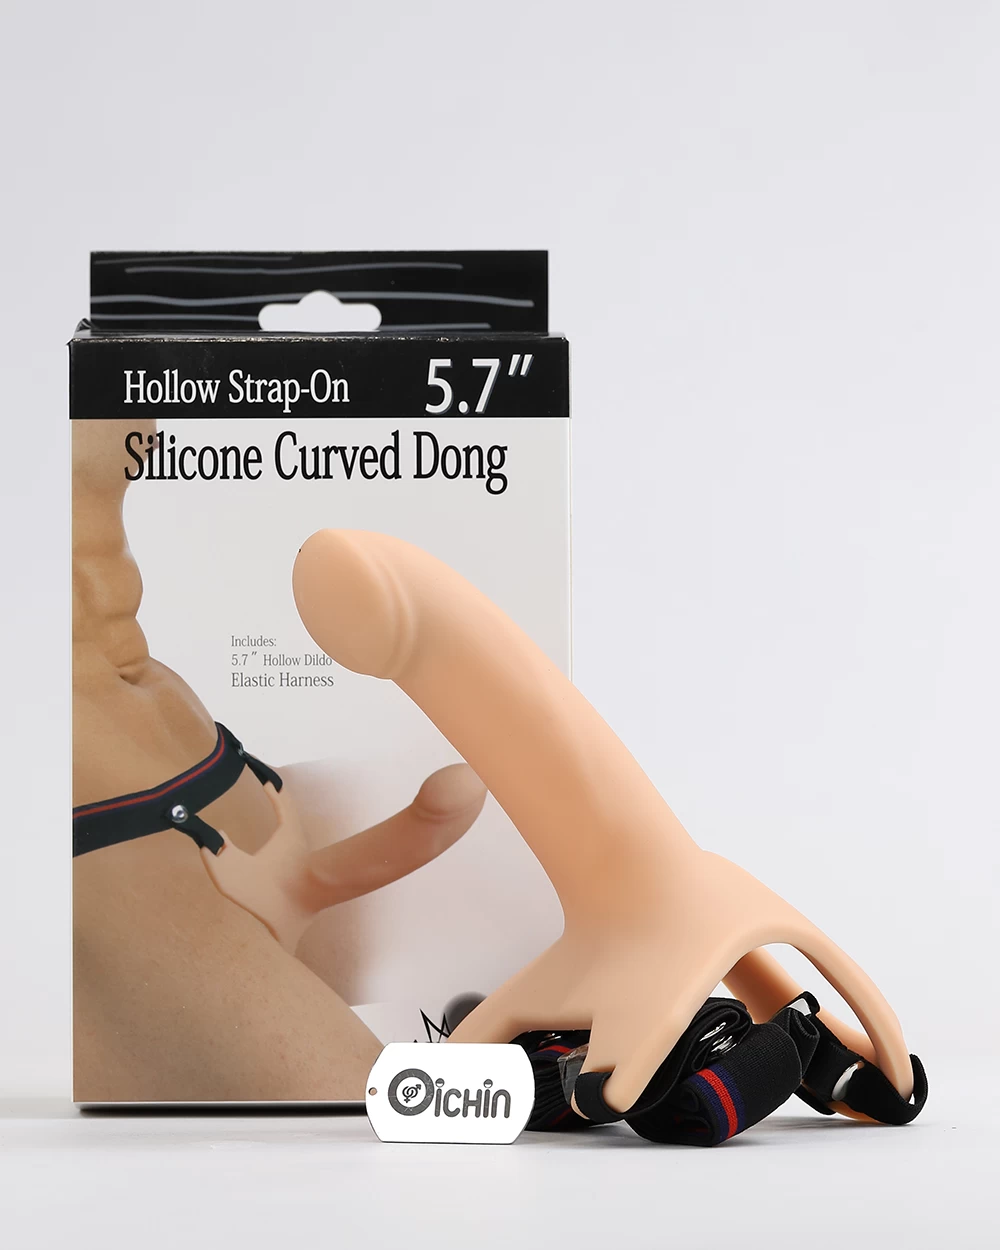 Hollow Strap-On
5.7"
Silicone Curved Dong
Includes:
5.7" Hollow Dildo
Elastic Harness
Oichin